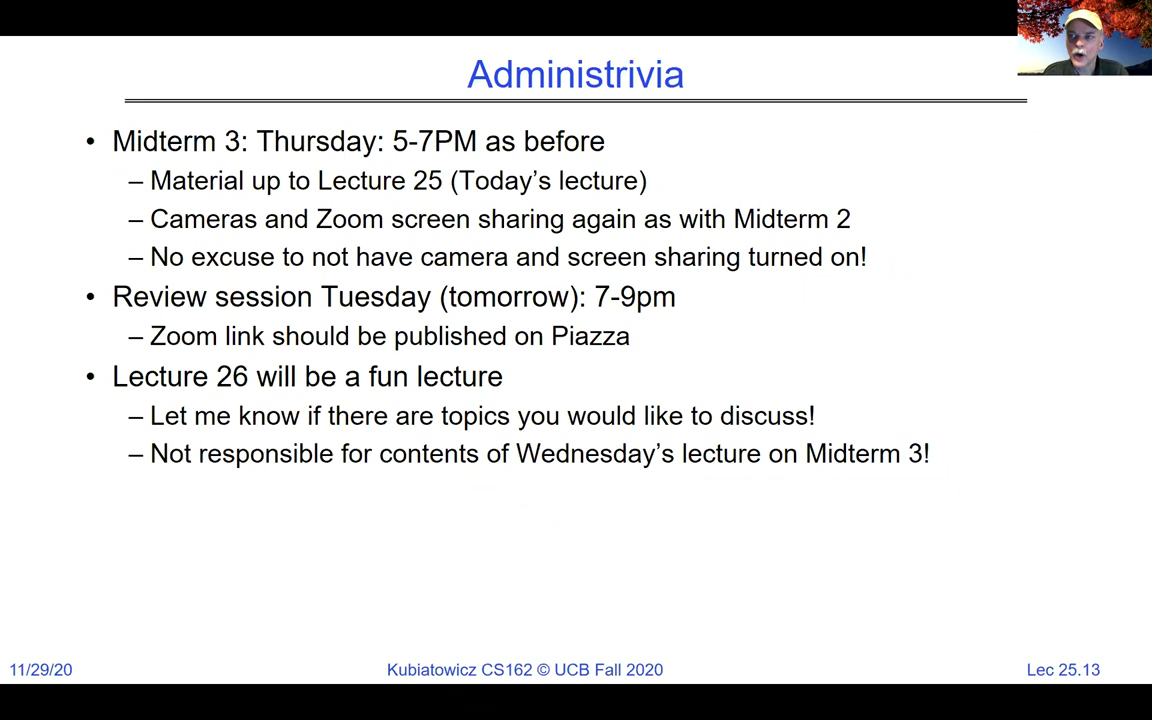 Administrivia
• Midterm 3: Thursday: 5-7PM as before
– Material up to Lecture 25 (Today’s lecture)
– Cameras and Zoom screen sharing again as with Midterm 2
– No excuse to not have camera and screen sharing turned on!
• Review session Tuesday (tomorrow): 7-9pm
– Zoom link should be published on Piazza
• Lecture 26 will be a fun lecture
– Let me know if there are topics you would like to discuss!
– Not responsible for contents of Wednesday’s lecture on Midterm 3!
11/29/20 Kubiatowicz CS162 © UCB Fall 2020 Lec 25.13